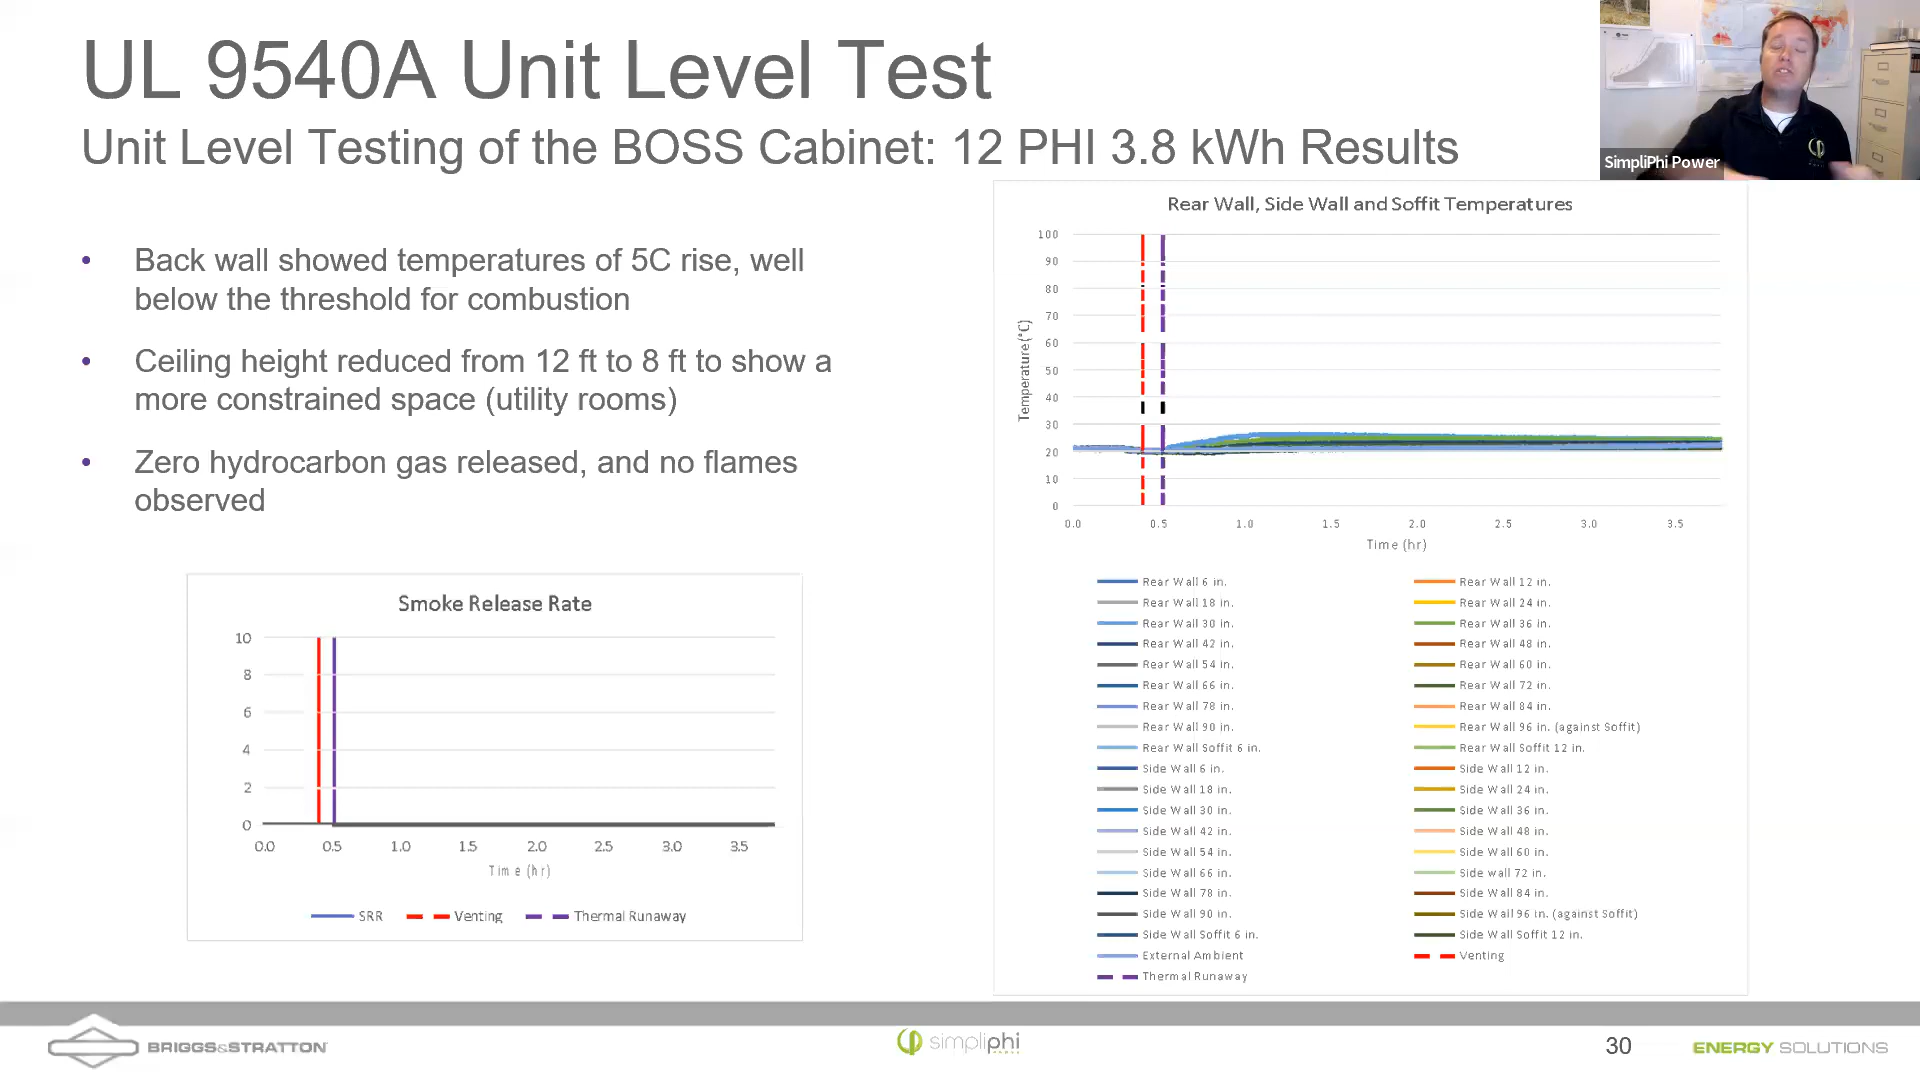 UL 9540A Unit Level Test
Unit Level Testing of the BOSS Cabinet: 12 PHI 3.8 kWh Results
SimpliPhi Power
• Back wall showed temperatures of 5C rise, well
below the threshold for combustion
• Ceiling height reduced from 12 ft to 8 ft to show a
more constrained space (utility rooms)
• Zero hydrocarbon gas released, and no flames
observed
Smoke Release Rate
10
8
6
4
2
0
0.0 0.5 1.0 1.5 2.0 2.5 3.0 3.5
Time (hr)
SRR Venting Thermal Runaway
Rear Wall, Side Wall and Soffit Temperatures
Temperature (°C)
100
90
80
70
60
50
40
30
20
10
0
0.0 0.5 1.0 1.5 2.0 2.5 3.0 3.5
Time (hr)
Rear Wall 6 in. Rear Wall 12 in.
Rear Wall 18 in. Rear Wall 24 in.
Rear Wall 30 in. Rear Wall 36 in.
Rear Wall 42 in. Rear Wall 48 in.
Rear Wall 54 in. Rear Wall 60 in.
Rear Wall 66 in. Rear Wall 72 in.
Rear Wall 78 in. Rear Wall 84 in.
Rear Wall 90 in. Rear Wall 96 in. (against Soffit)
Rear Wall Soffit 6 in. Rear Wall Soffit 12 in.
Side Wall 6 in. Side Wall 12 in.
Side Wall 18 in. Side Wall 24 in.
Side Wall 30 in. Side Wall 36 in.
Side Wall 42 in. Side Wall 48 in.
Side Wall 54 in. Side Wall 60 in.
Side Wall 66 in. Side wall 72 in.
Side Wall 78 in. Side Wall 84 in.
Side Wall 90 in. Side Wall 96 in. (against Soffit)
Side Wall Soffit 6 in. Side Wall Soffit 12 in.
External Ambient Venting
Thermal Runaway
BRIGGS&STRATTON
simpliphi
30
ENERGY SOLUTIONS